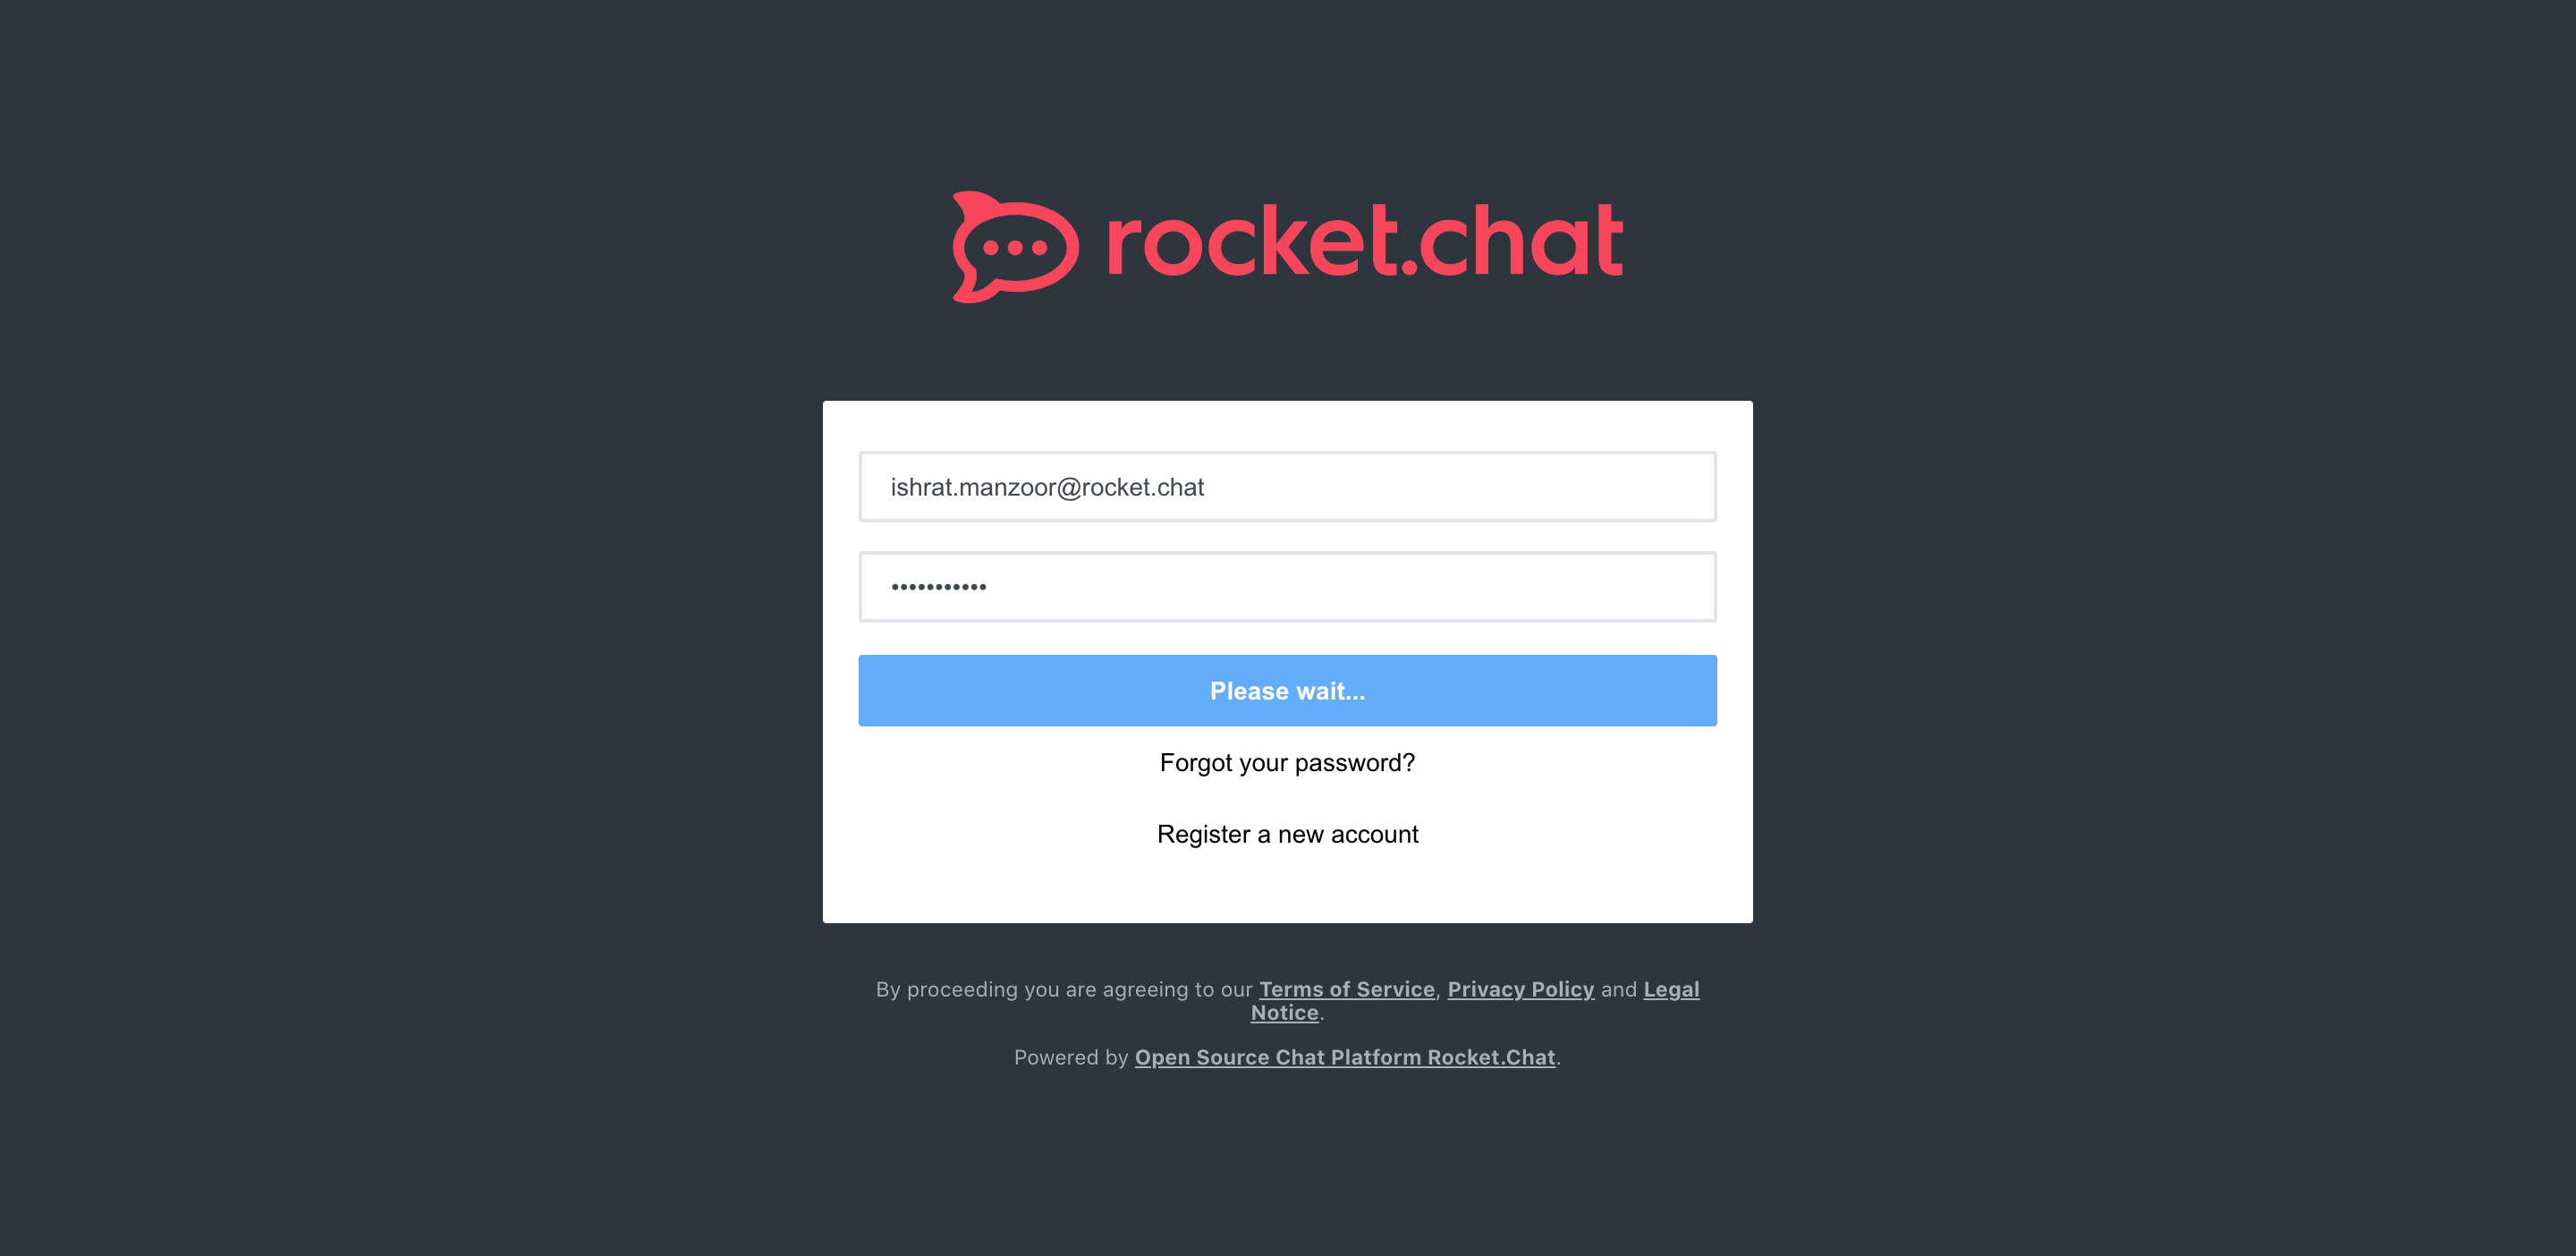 rocket.chat
ishrat.manzoor@rocket.chat
•••••••••••
Please wait...
Forgot your password?
Register a new account
By proceeding you are agreeing to our Terms of Service, Privacy Policy and Legal
Notice.
Powered by Open Source Chat Platform Rocket.Chat.